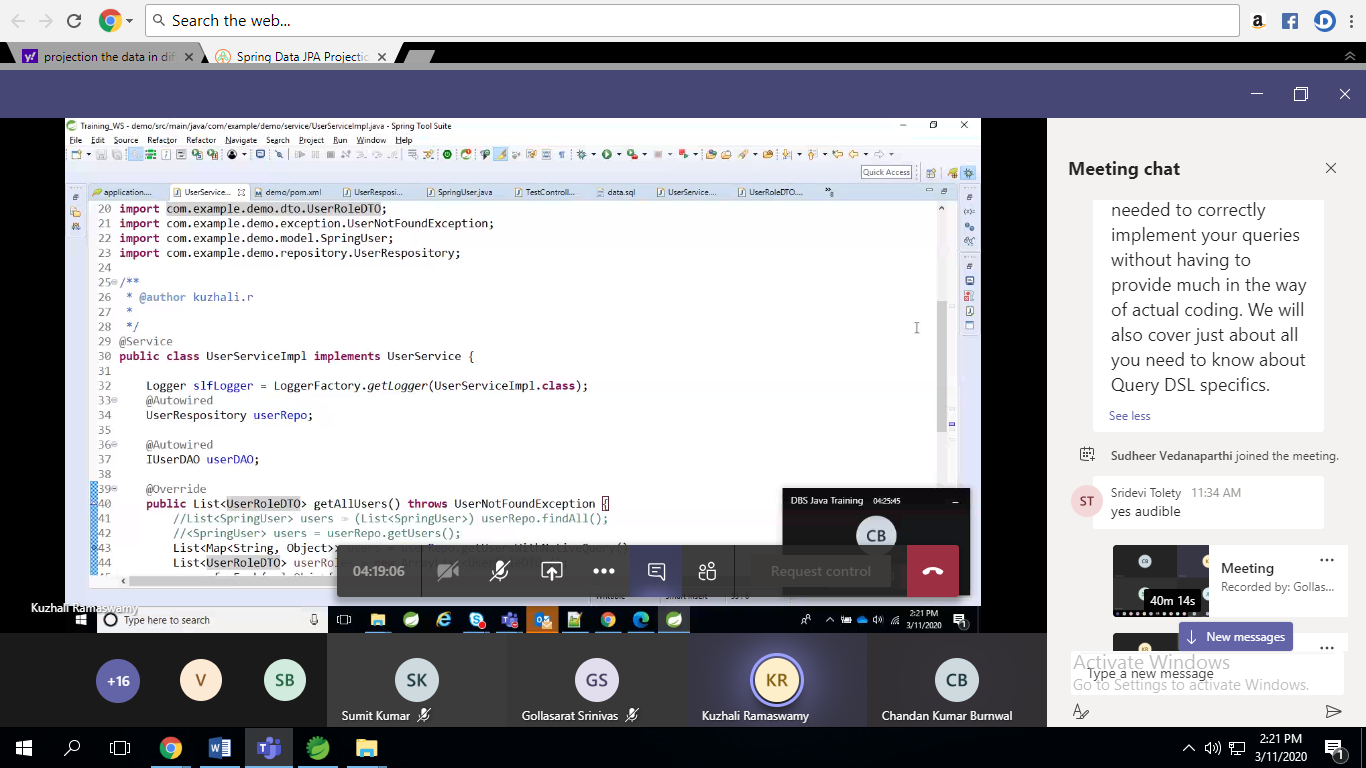 Search the web...
projection the data in dif
Spring Data JPA Projectic
Training_WS - demo/src/main/java/com/example/demo/service/UserServiceImpl.java - Spring Tool Suite
File Edit Source Refactor Refactor Navigate Search Project Run Window Help
Quick Access
application....
UserService...
demo/pom.xml
UserResposi...
SpringUser.java
TestControll...
data.sql
UserService....
UserRoleDTO....
20 import com.example.demo.dto.UserRoleDTO;
21 import com.example.demo.exception.UserNotFoundException;
22 import com.example.demo.model.SpringUser;
23 import com.example.demo.repository.UserRespository;
24
25 /**
26 * @author kuzhali.r
27 *
28 */
29 @Service
30 public class UserServiceImpl implements UserService {
31
32 Logger slfLogger = LoggerFactory.getLogger(UserServiceImpl.class);
33 @Autowired
34 UserRespository userRepo;
35
36 @Autowired
37 IUserDAO userDAO;
38
39 @Override
40 public List<UserRoleDTO> getAllUsers() throws UserNotFoundException {
41 //List<SpringUser> users = (List<SpringUser>) userRepo.findAll();
42 //<SpringUser> users = userRepo.getUsers();
43 List<Map<String, Object>> users = userRepo.getUsersWithNativeQuery()
44 List<UserRoleDTO> userRole
DBS Java Training 04:25:45
CB
04:19:06
Request control
Kuzhali Ramaswamy
Type here to search
2:21 PM
3/11/2020
+16
V
SB
SK
Sumit Kumar
GS
Gollasarat Srinivas
KR
Kuzhali Ramaswamy
CB
Chandan Kumar Burnwal
Meeting chat
needed to correctly
implement your queries
without having to
provide much in the way
of actual coding. We will
also cover just about all
you need to know about
Query DSL specifics.
See less
Sudheer Vedanaparthi joined the meeting.
ST
Sridevi Tolety 11:34 AM
yes audible
Meeting
Recorded by: Gollas...
40m 14s
New messages
Type a new message
Activate Windows
Go to Settings to activate Windows.
2:21 PM
3/11/2020